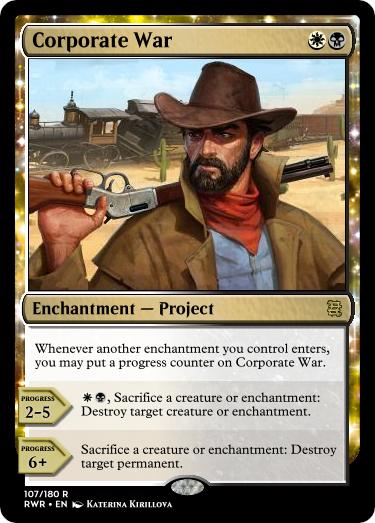 Corporate War
Enchantment — Project
Whenever another enchantment you control enters,
you may put a progress counter on Corporate War.
PROGRESS
2-5
, Sacrifice a creature or enchantment:
Destroy target creature or enchantment.
PROGRESS
6+
Sacrifice a creature or enchantment: Destroy
target permanent.
107/180 R
RWR • EN Katerina Kirillova